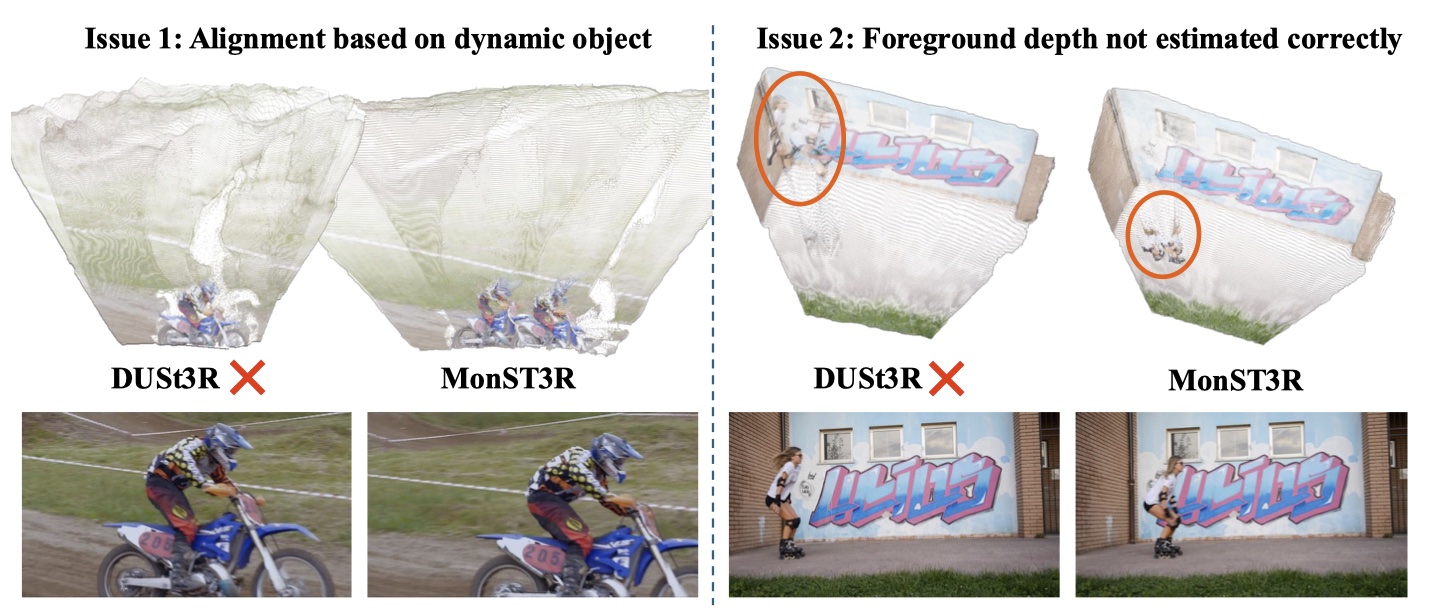 Issue 1: Alignment based on dynamic object
Issue 2: Foreground depth not estimated correctly
DUSt3R
MonST3R
DUSt3R
MonST3R
205